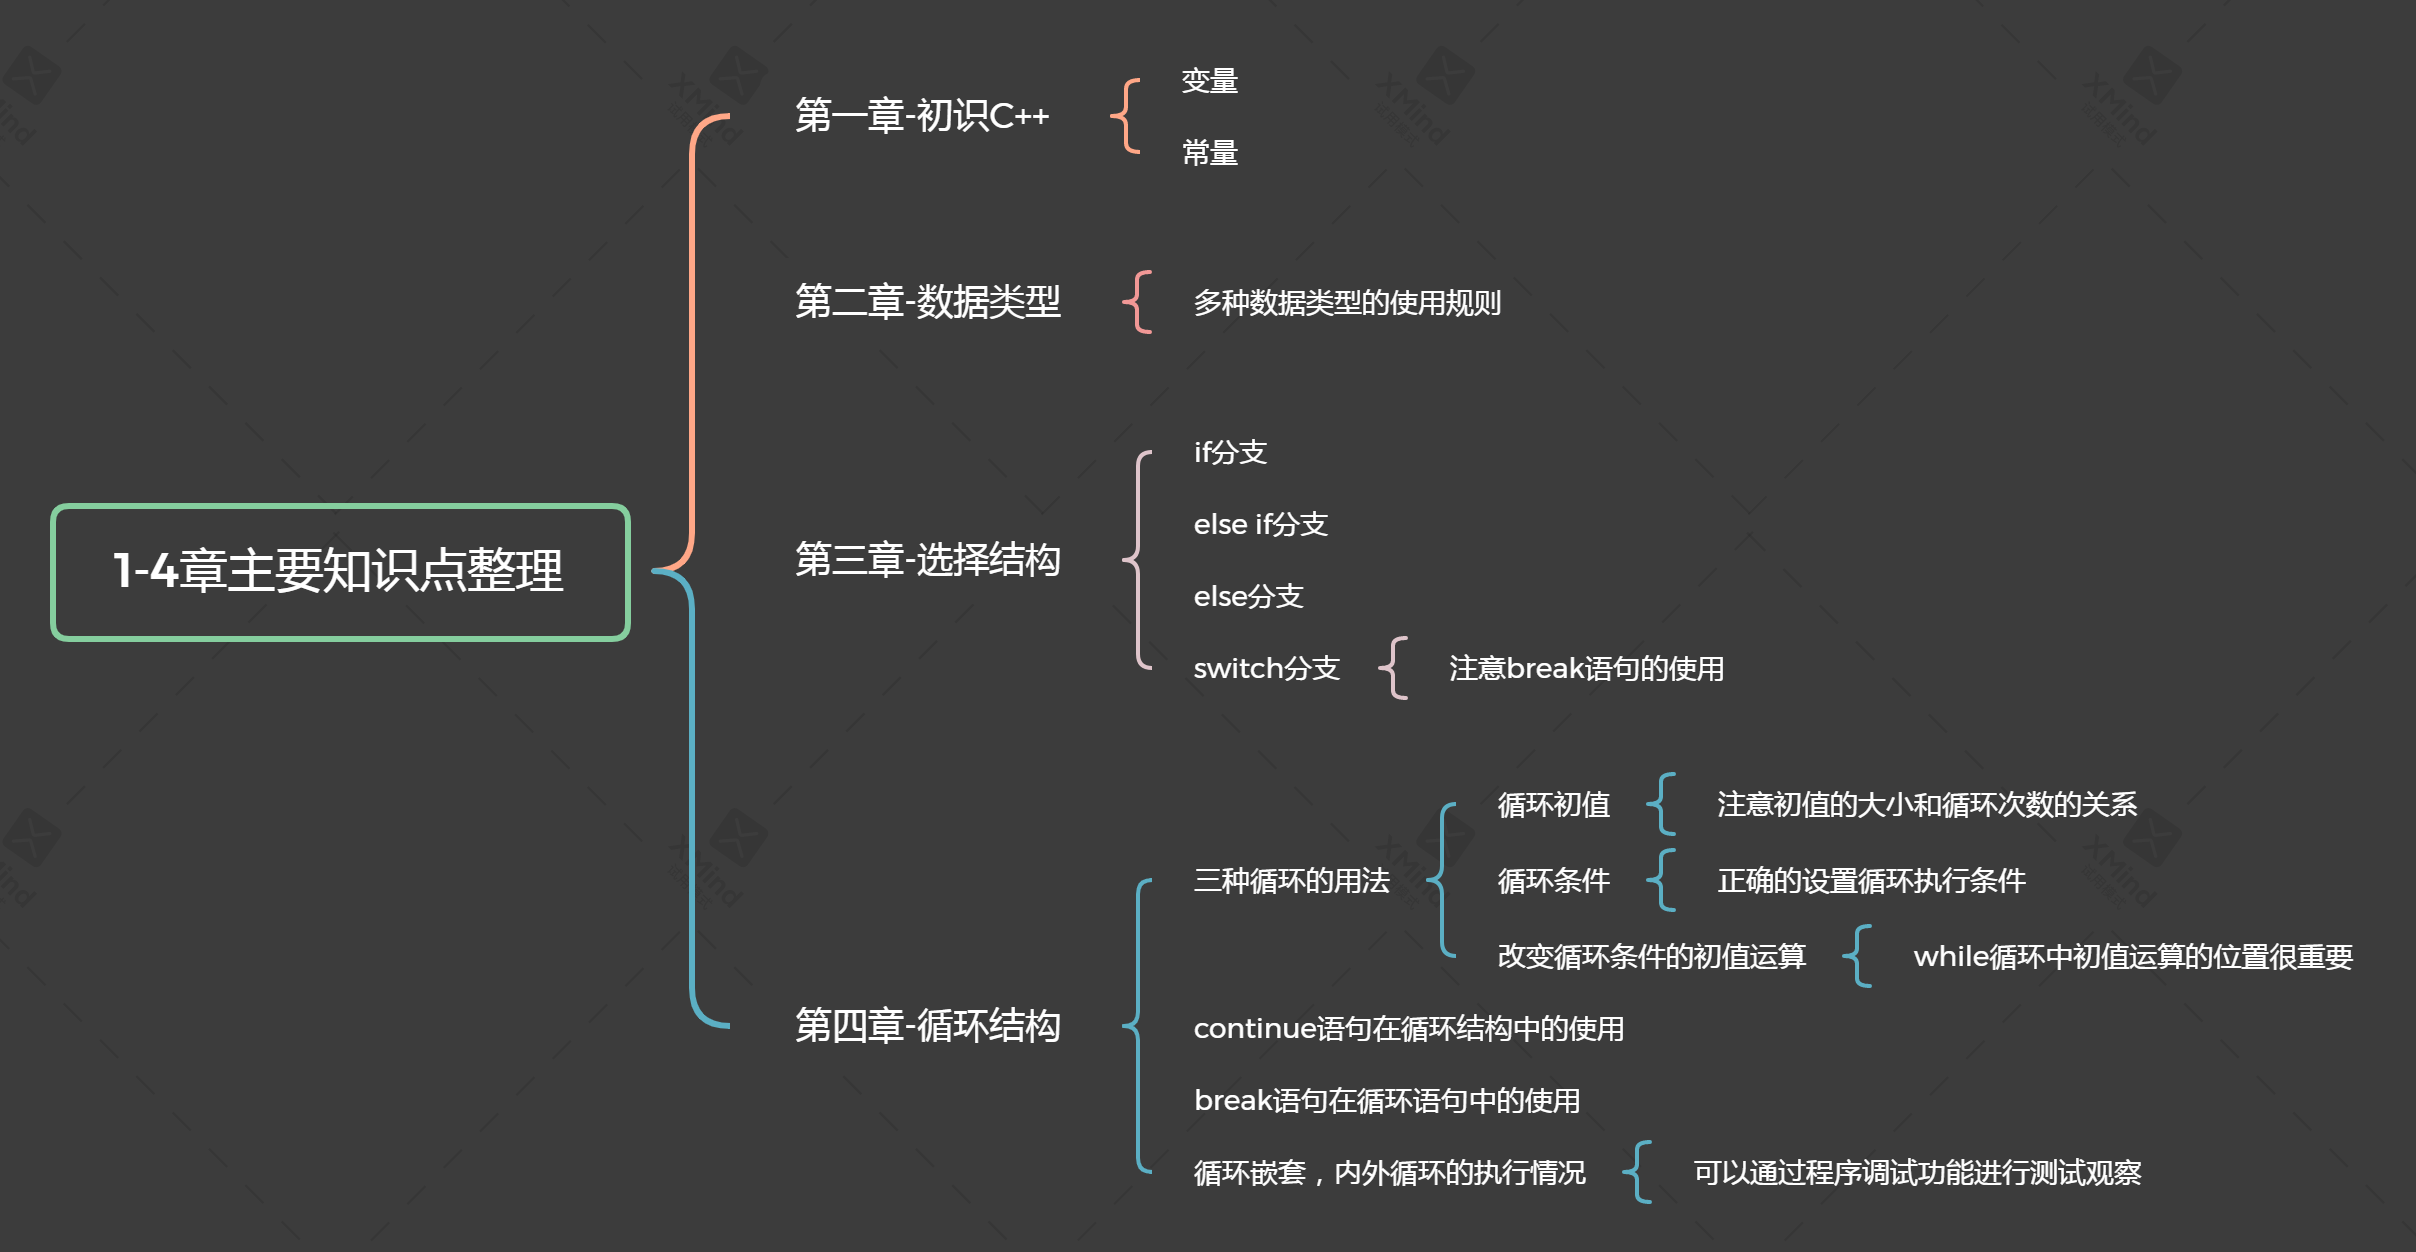 1-4章主要知识点整理
第一章-初识C++
变量
常量
第二章-数据类型
多种数据类型的使用规则
第三章-选择结构
if分支
else if分支
else分支
switch分支
注意break语句的使用
第四章-循环结构
三种循环的用法
循环初值
注意初值的大小和循环次数的关系
循环条件
正确的设置循环执行条件
改变循环条件的初值运算
while循环中初值运算的位置很重要
continue语句在循环结构中的使用
break语句在循环语句中的使用
循环嵌套，内外循环的执行情况
可以通过程序调试功能进行测试观察
XMind
XMind
XMind
XMind
XMind
XMind